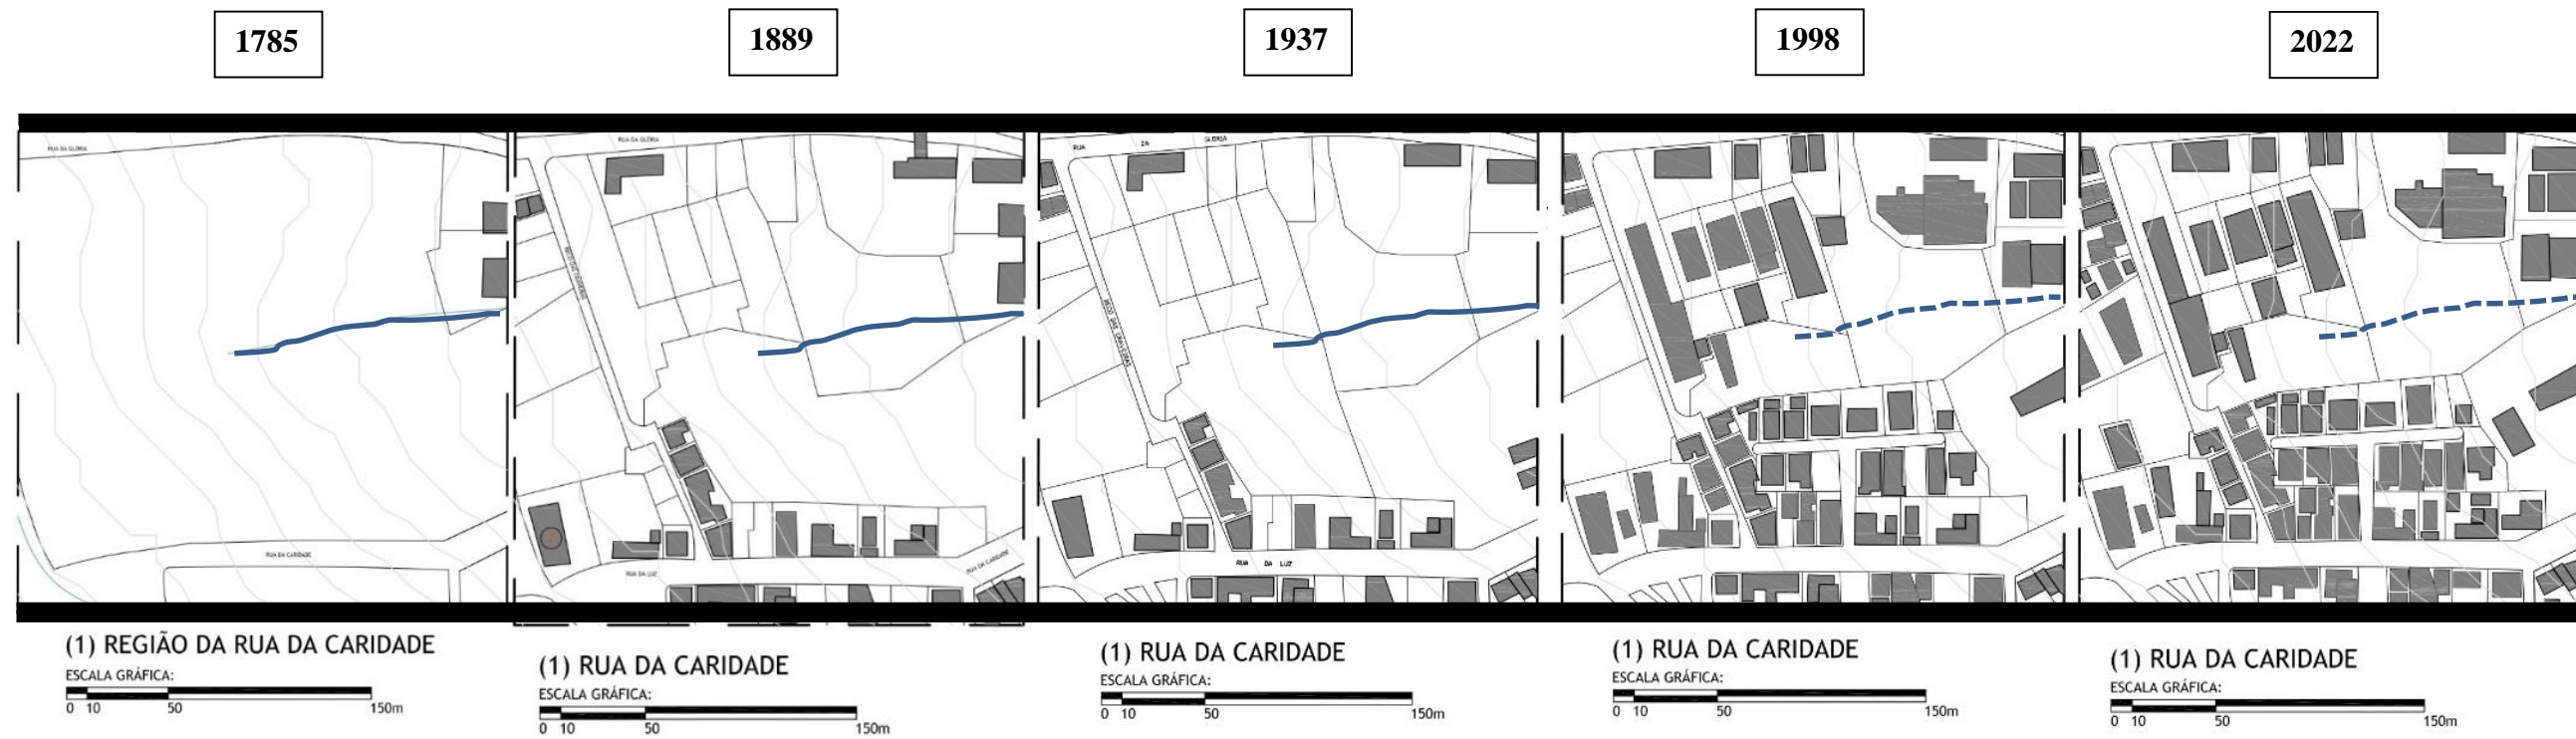 1785
1889
1937
1998
2022
RUA DA GLÓRIA
RUA DA CARIDADE
RUA DA GLÓRIA
RUA DA LUZ
RUA DA CARIDADE
RUA DA GLORIA
RUA DA LUZ
(1) REGIÃO DA RUA DA CARIDADE
ESCALA GRÁFICA:
0 10 50 150m
(1) RUA DA CARIDADE
ESCALA GRÁFICA:
0 10 50 150m
(1) RUA DA CARIDADE
ESCALA GRÁFICA:
0 10 50 150m
(1) RUA DA CARIDADE
ESCALA GRÁFICA:
0 10 50 150m
(1) RUA DA CARIDADE
ESCALA GRÁFICA:
0 10 50 150m